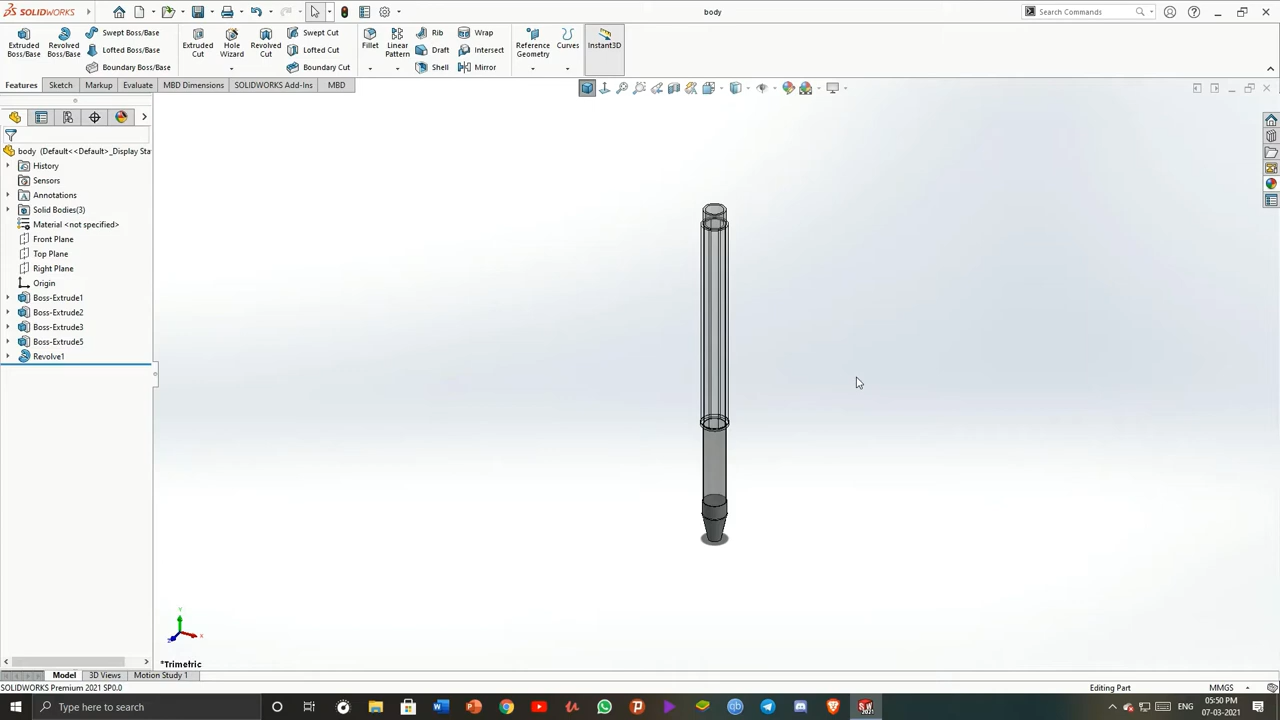 SOLIDWORKS
body
Search Commands
Extruded Boss/Base
Revolved Boss/Base
Swept Boss/Base
Lofted Boss/Base
Boundary Boss/Base
Extruded Cut
Hole Wizard
Revolved Cut
Swept Cut
Lofted Cut
Boundary Cut
Fillet
Linear Pattern
Rib
Draft
Shell
Wrap
Intersect
Mirror
Reference Geometry
Curves
Instant3D
Features Sketch Markup Evaluate MBD Dimensions SOLIDWORKS Add-Ins MBD
body (Default<<Default>_Display Sta
History
Sensors
Annotations
Solid Bodies(3)
Material <not specified>
Front Plane
Top Plane
Right Plane
Origin
Boss-Extrude1
Boss-Extrude2
Boss-Extrude3
Boss-Extrude5
Revolve1
Y
X
Z
*Trimetric
Model 3D Views Motion Study 1
SOLIDWORKS Premium 2021 SP0.0
Editing Part
MMGS
Type here to search
05:50 PM
07-03-2021